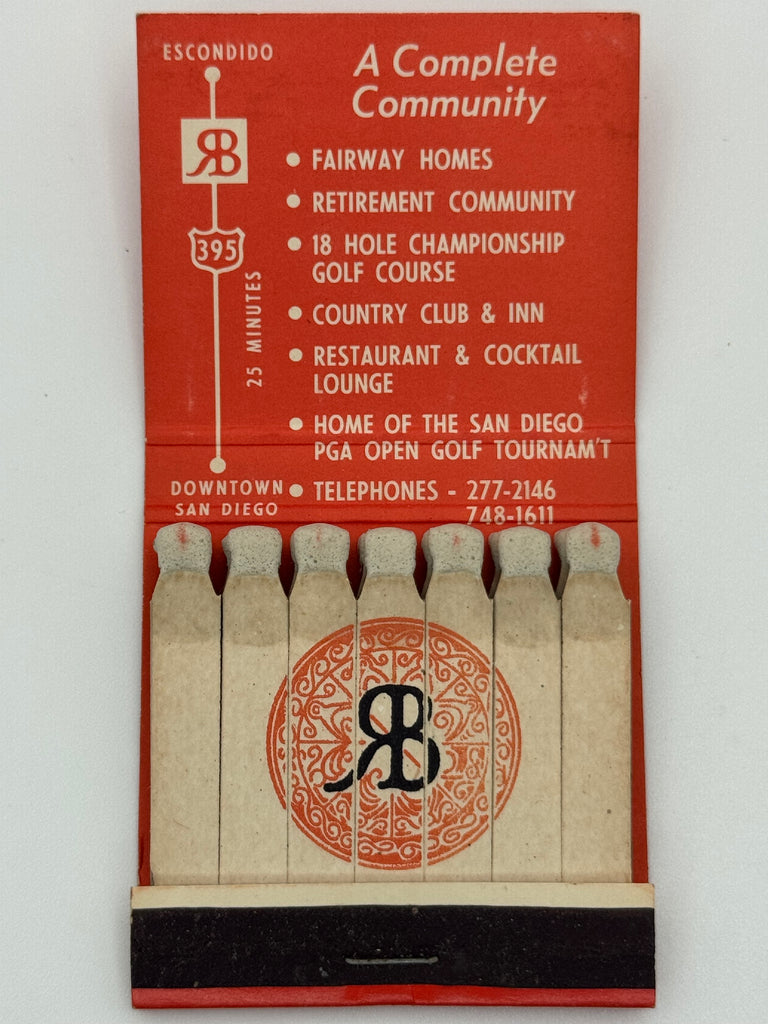 ESCONDIDO
RB
395
25 MINUTES
DOWNTOWN
SAN DIEGO
A Complete
Community
• FAIRWAY HOMES
• RETIREMENT COMMUNITY
• 18 HOLE CHAMPIONSHIP
GOLF COURSE
• COUNTRY CLUB & INN
• RESTAURANT & COCKTAIL
LOUNGE
• HOME OF THE SAN DIEGO
PGA OPEN GOLF TOURNAM'T
• TELEPHONES - 277-2146
748-1611
RB